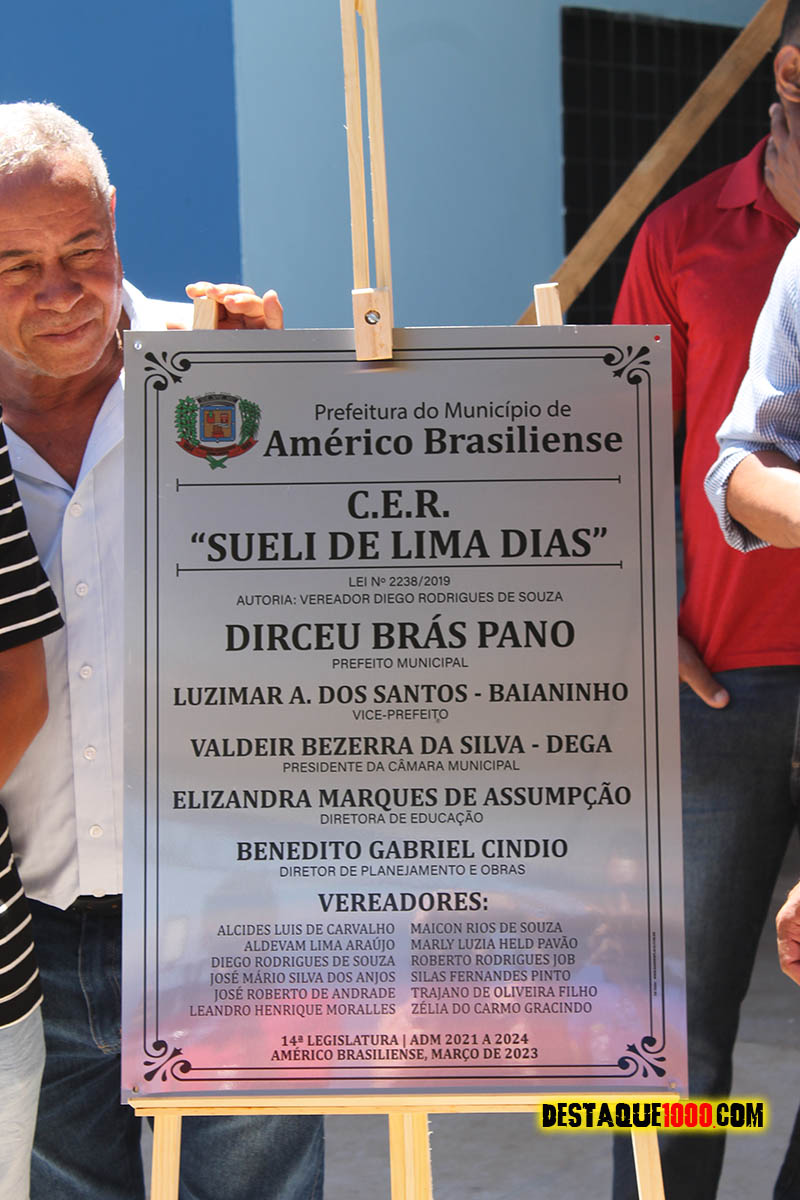 Prefeitura do Município de
Américo Brasiliense
C.E.R.
“SUELI DE LIMA DIAS”
LEI Nº 2238/2019
AUTORIA: VEREADOR DIEGO RODRIGUES DE SOUZA
DIRCEU BRÁS PANO
PREFEITO MUNICIPAL
LUZIMAR A. DOS SANTOS - BAIANINHO
VICE-PREFEITO
VALDEIR BEZERRA DA SILVA - DEGA
PRESIDENTE DA CÂMARA MUNICIPAL
ELIZANDRA MARQUES DE ASSUMPÇÃO
DIRETORA DE EDUCAÇÃO
BENEDITO GABRIEL CINDIO
DIRETOR DE PLANEJAMENTO E OBRAS
VEREADORES:
ALCIDES LUIS DE CARVALHO
ALDEVAM LIMA ARAÚJO
DIEGO RODRIGUES DE SOUZA
JOSÉ MÁRIO SILVA DOS ANJOS
JOSÉ ROBERTO DE ANDRADE
LEANDRO HENRIQUE MORALLES
MAICON RIOS DE SOUZA
MARLY LUZIA HELD PAVÃO
ROBERTO RODRIGUES JOB
SILAS FERNANDES PINTO
TRAJANO DE OLIVEIRA FILHO
ZÉLIA DO CARMO GRACINDO
14ª LEGISLATURA | ADM 2021 A 2024
AMÉRICO BRASILIENSE, MARÇO DE 2023
DESTAQUE1000.COM